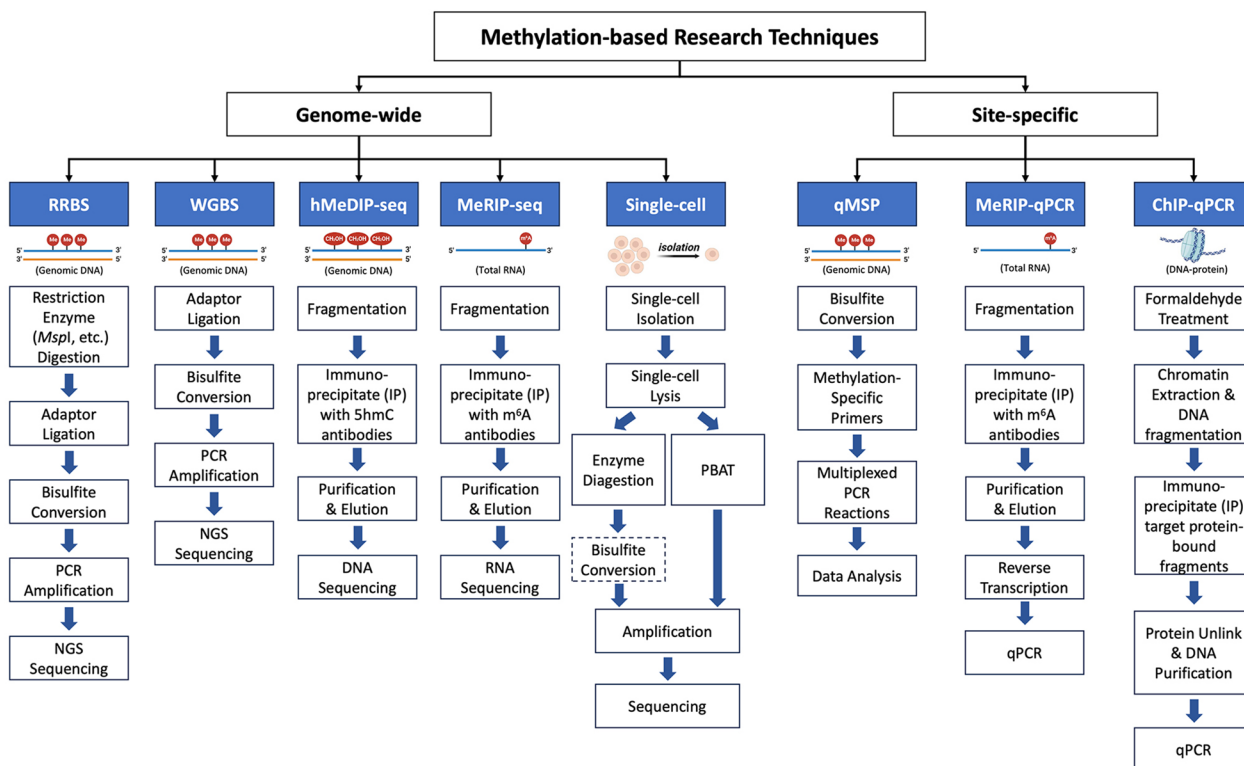 Methylation-based Research Techniques
Genome-wide
Site-specific
RRBS
5' Me Me Me 3'
3' 5'
(Genomic DNA)
Restriction
Enzyme
(MspI, etc.)
Digestion
Adaptor
Ligation
Bisulfite
Conversion
PCR
Amplification
NGS
Sequencing
WGBS
5' Me Me Me 3'
3' 5'
(Genomic DNA)
Adaptor
Ligation
Bisulfite
Conversion
PCR
Amplification
NGS
Sequencing
hMeDIP-seq
5' CH₂OH CH₂OH CH₂OH 3'
3' 5'
(Genomic DNA)
Fragmentation
Immuno-
precipitate (IP)
with 5hmC
antibodies
Purification
& Elution
DNA
Sequencing
MeRIP-seq
m⁶A
5' 3'
(Total RNA)
Fragmentation
Immuno-
precipitate (IP)
with m⁶A
antibodies
Purification
& Elution
RNA
Sequencing
Single-cell
isolation
Single-cell
Isolation
Single-cell
Lysis
Enzyme
Diagestion
PBAT
Bisulfite
Conversion
Amplification
Sequencing
qMSP
5' Me Me Me 3'
3' 5'
(Genomic DNA)
Bisulfite
Conversion
Methylation-
Specific
Primers
Multiplexed
PCR
Reactions
Data Analysis
MeRIP-qPCR
m⁶A
5' 3'
(Total RNA)
Fragmentation
Immuno-
precipitate (IP)
with m⁶A
antibodies
Purification
& Elution
Reverse
Transcription
qPCR
ChIP-qPCR
(DNA-protein)
Formaldehyde
Treatment
Chromatin
Extraction &
DNA
fragmentation
Immuno-
precipitate (IP)
target protein-
bound
fragments
Protein Unlink
& DNA
Purification
qPCR